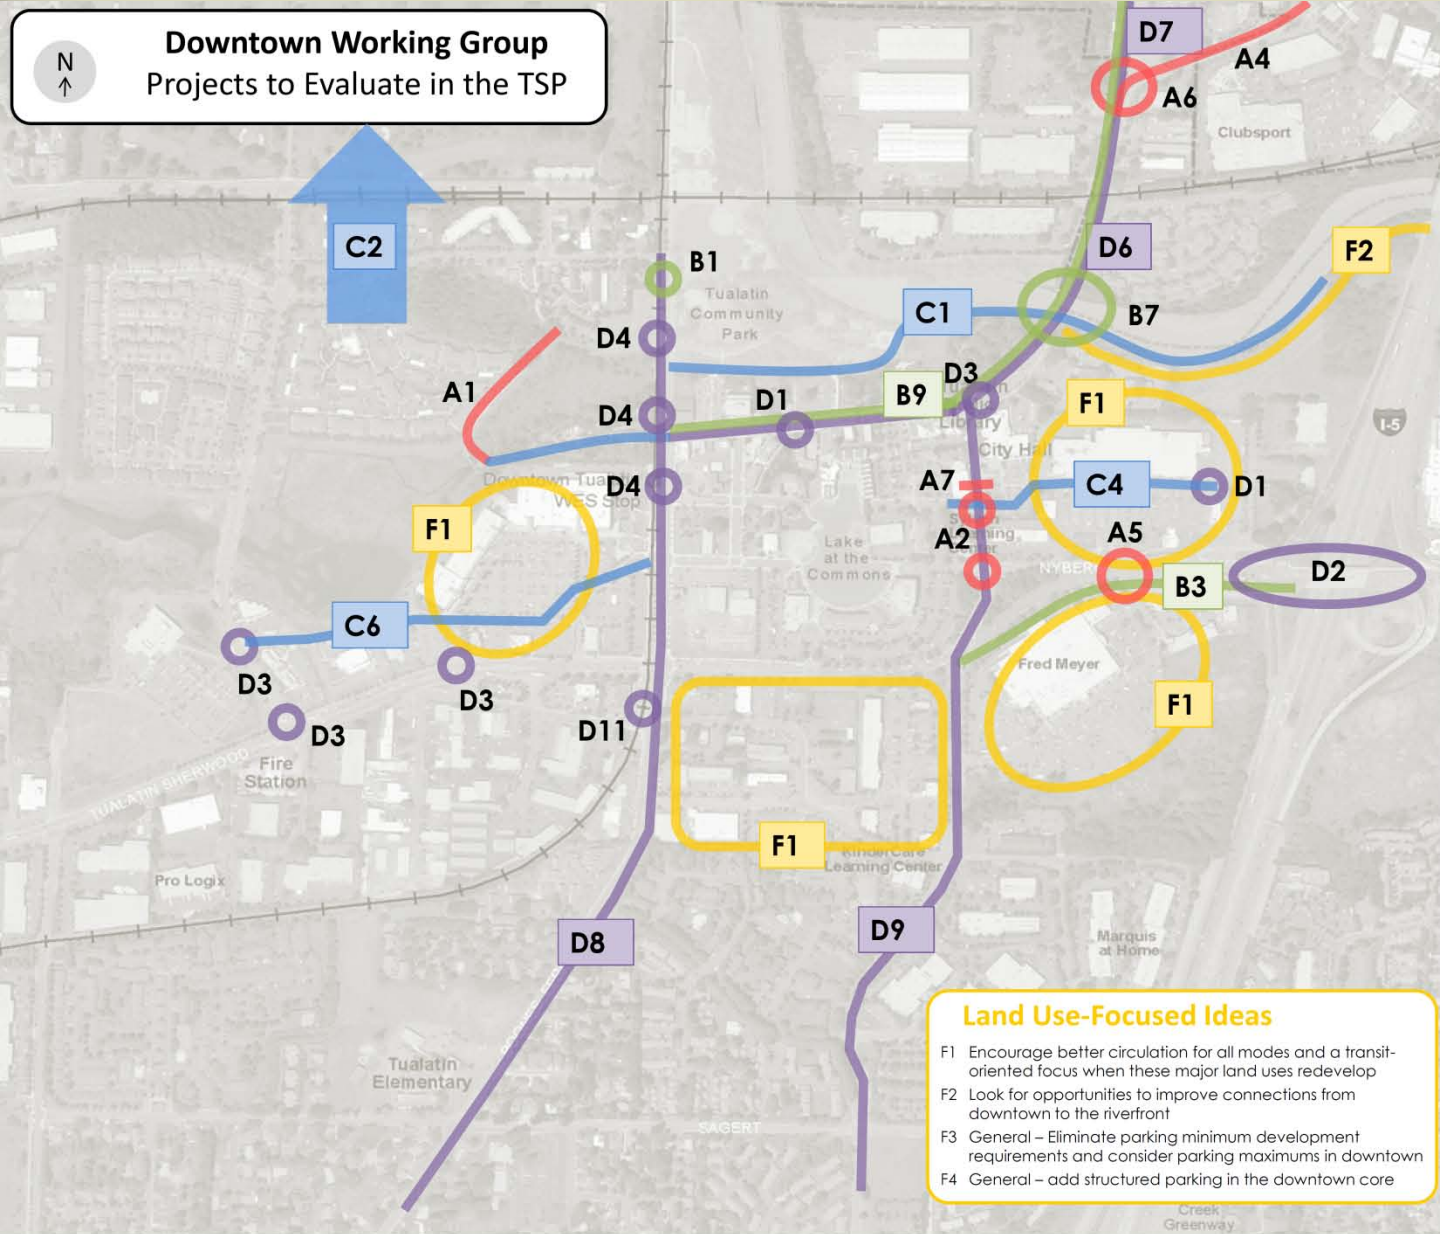 Downtown Working Group
Projects to Evaluate in the TSP
N
D7
A4
A6
Clubsport
C2
D6
F2
B1
Tualatin
Community
Park
C1
B7
D4
D3
A1
D1
B9
F1
D4
Library
City Hall
I-5
Downtown
WES Stop
D4
A7
C4
D1
F1
A2
A5
Lake
at the
Commons
NYBER
D2
B3
C6
Fred Meyer
D3
D3
F1
D11
D3
Fire
Station
TUALATIN SHERWOOD
F1
KinderCare
Learning Center
Pro Logix
D8
D9
Marquis
at Home
Tualatin
Elementary
SAGERT
Land Use-Focused Ideas
F1 Encourage better circulation for all modes and a transit-
oriented focus when these major land uses redevelop
F2 Look for opportunities to improve connections from
downtown to the riverfront
F3 General – Eliminate parking minimum development
requirements and consider parking maximums in downtown
F4 General – add structured parking in the downtown core
Creek
Greenway